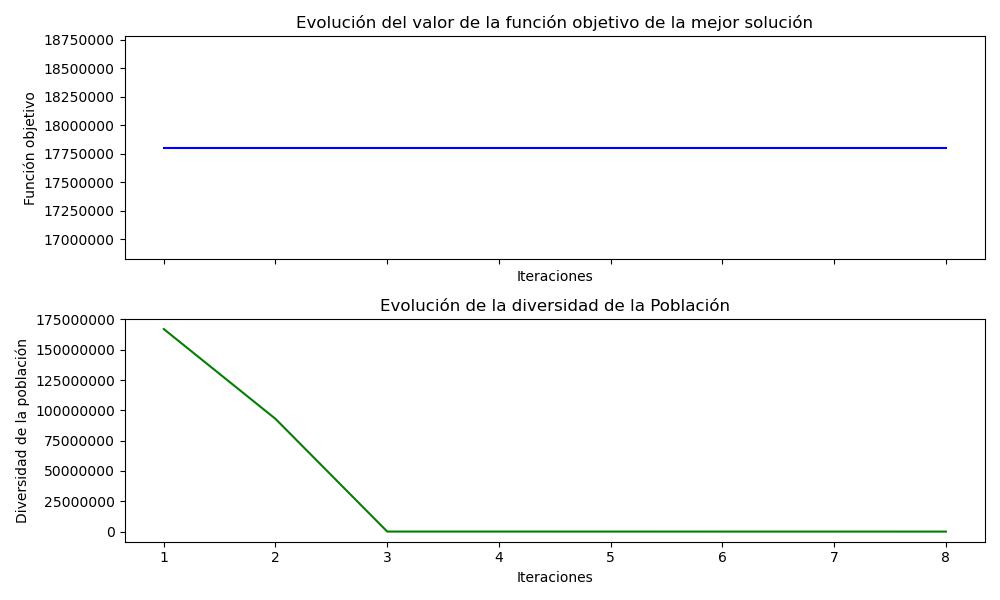 Evolución del valor de la función objetivo de la mejor solución
18750000
18500000
18250000
18000000
17750000
17500000
17250000
17000000
Función objetivo
Iteraciones
Evolución de la diversidad de la Población
175000000
150000000
125000000
100000000
75000000
50000000
25000000
0
Diversidad de la población
1 2 3 4 5 6 7 8
Iteraciones